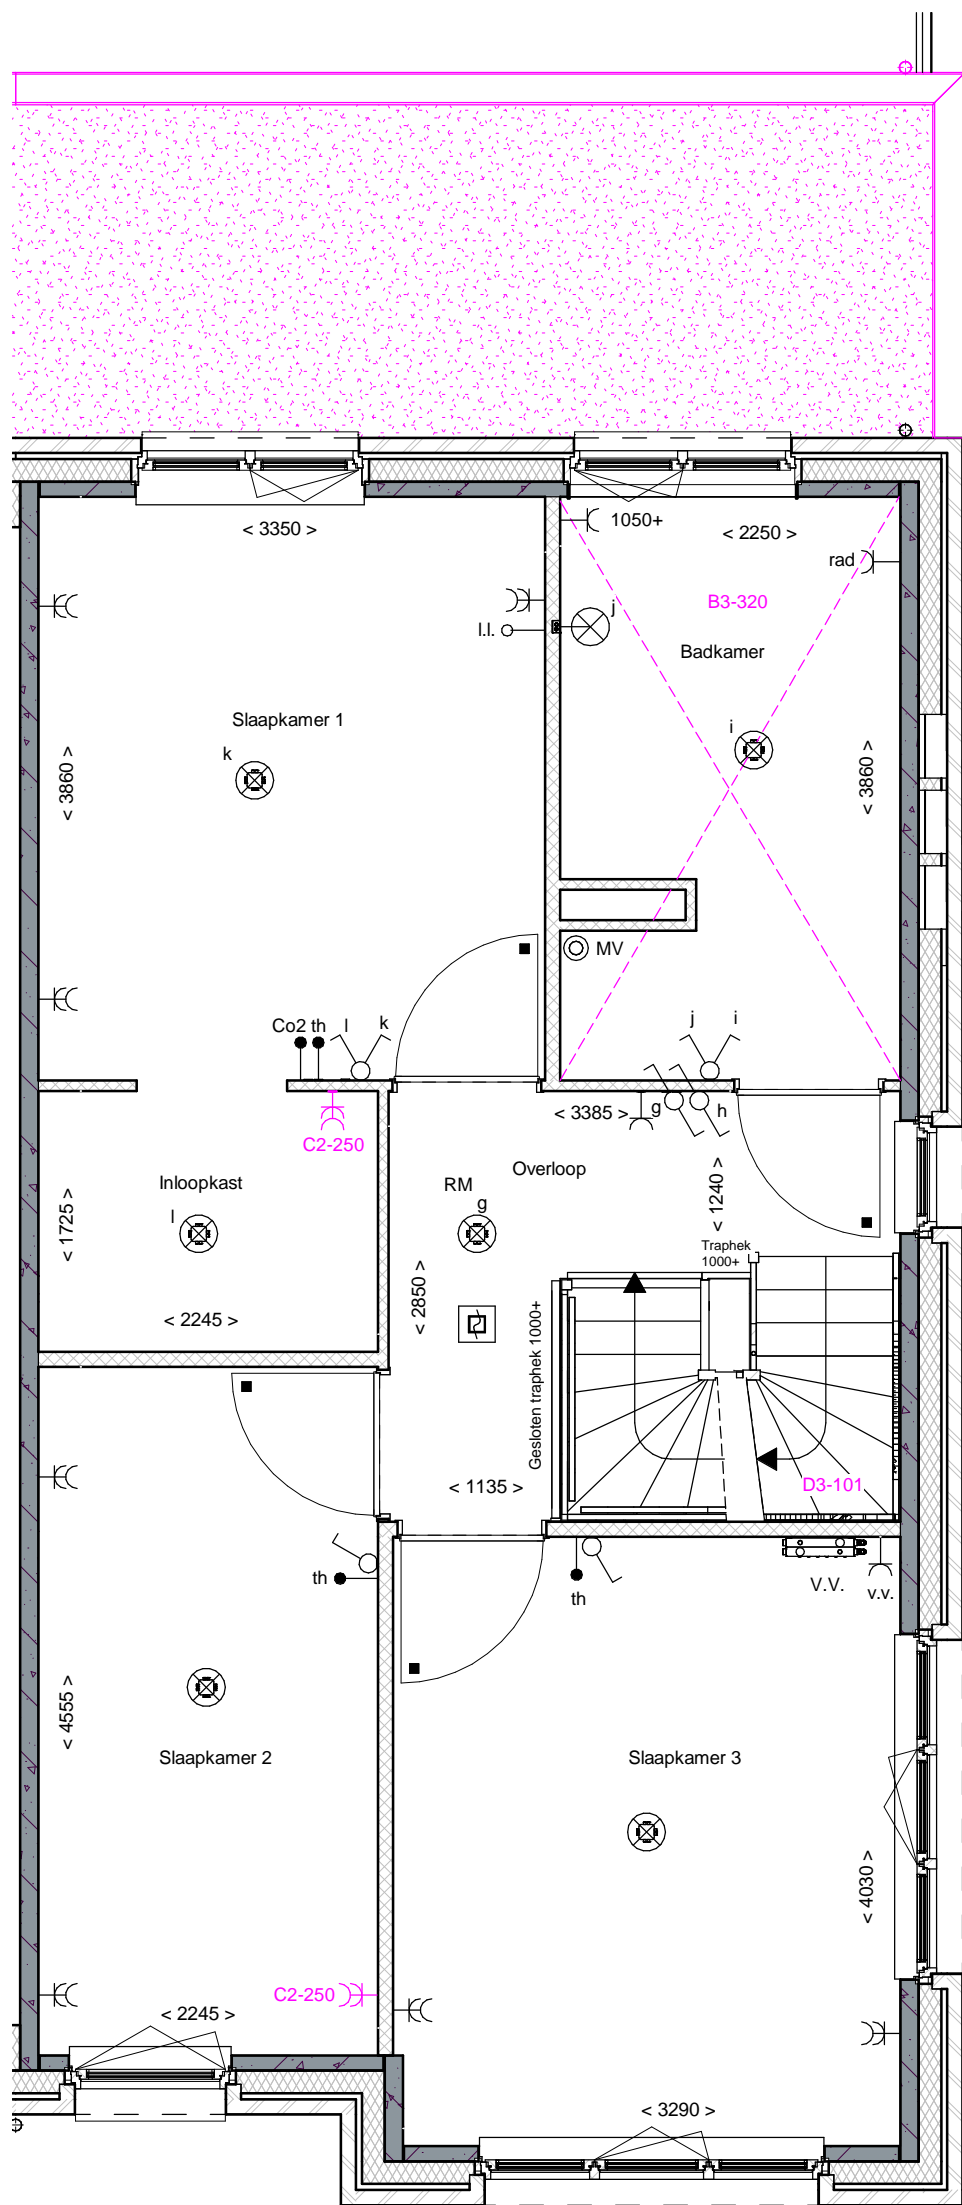 < 3350 >
1050+
< 2250 >
rad
B3-320
j
l.l.
Badkamer
Slaapkamer 1
i
k
< 3860 >
< 3860 >
MV
Co2 th
l
k
j
i
C2-250
< 3385 >
g
h
Inloopkast
RM
Overloop
l
g
< 1725 >
< 1240 >
Traphek
1000+
< 2850 >
< 2245 >
Gesloten traphek 1000+
< 1135 >
D3-101
th
th
V.V.
v.v.
< 4555 >
Slaapkamer 2
Slaapkamer 3
< 4030 >
C2-250
< 2245 >
< 3290 >